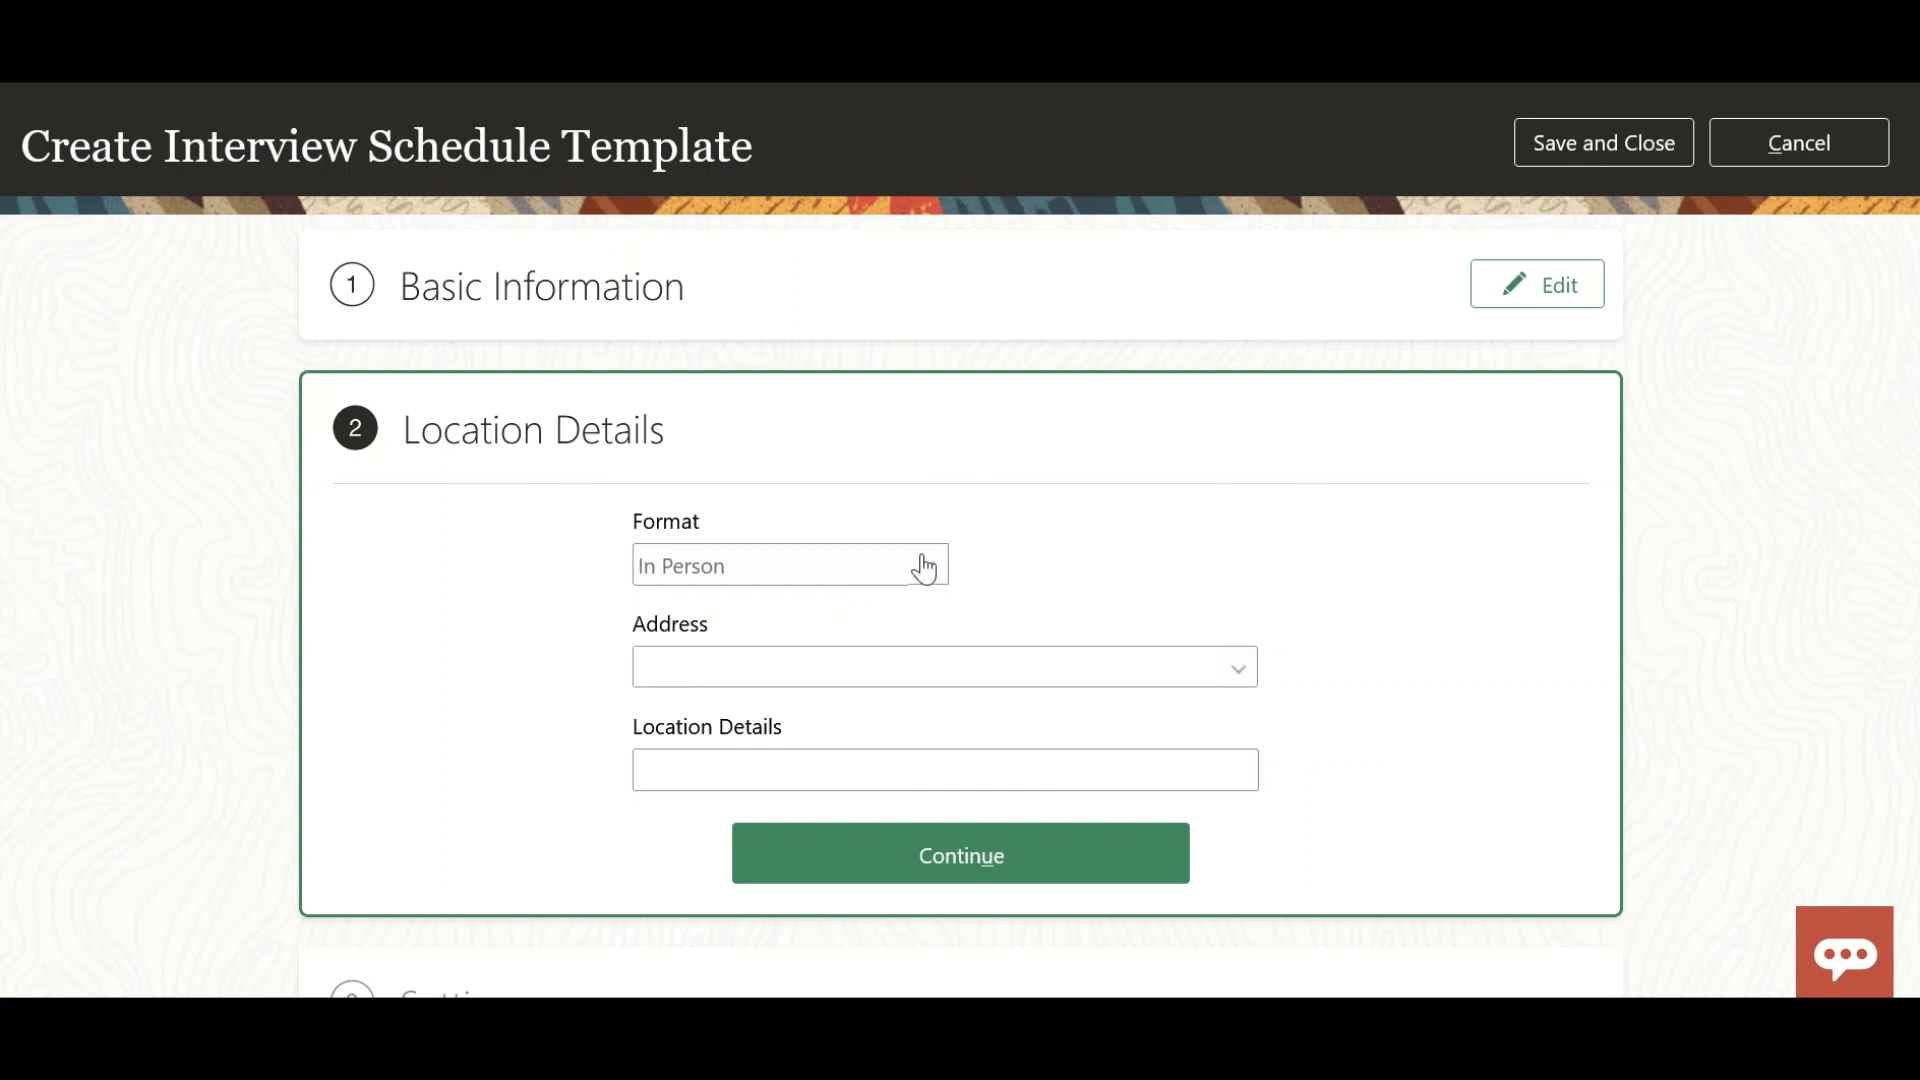 Create Interview Schedule Template
Save and Close
Cancel
1
Basic Information
Edit
2
Location Details
Format
In Person
Address
Location Details
Continue